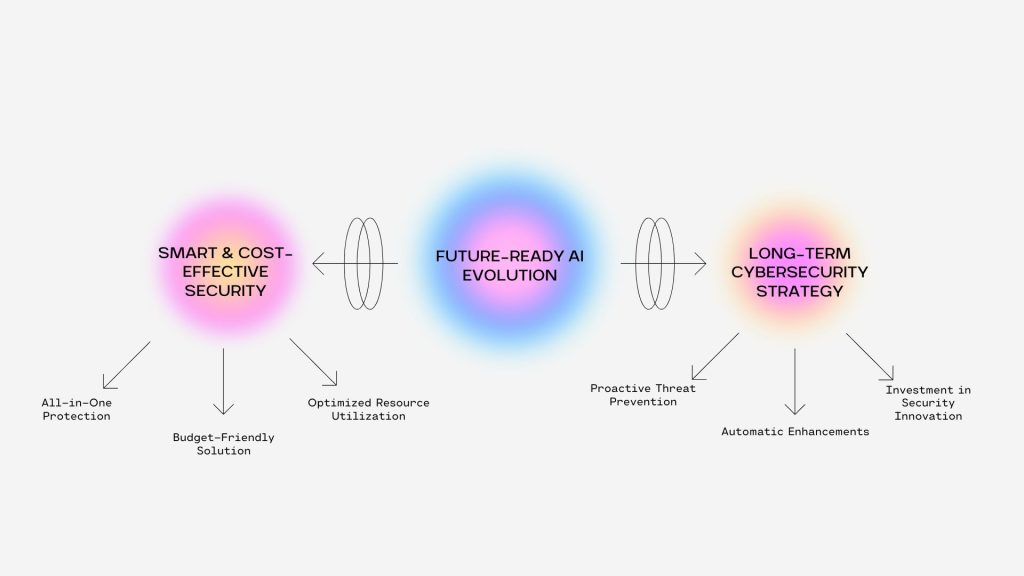 SMART & COST-
EFFECTIVE
SECURITY
FUTURE-READY AI
EVOLUTION
LONG-TERM
CYBERSECURITY
STRATEGY
All-in-One
Protection
Budget-Friendly
Solution
Optimized Resource
Utilization
Proactive Threat
Prevention
Automatic Enhancements
Investment in
Security
Innovation